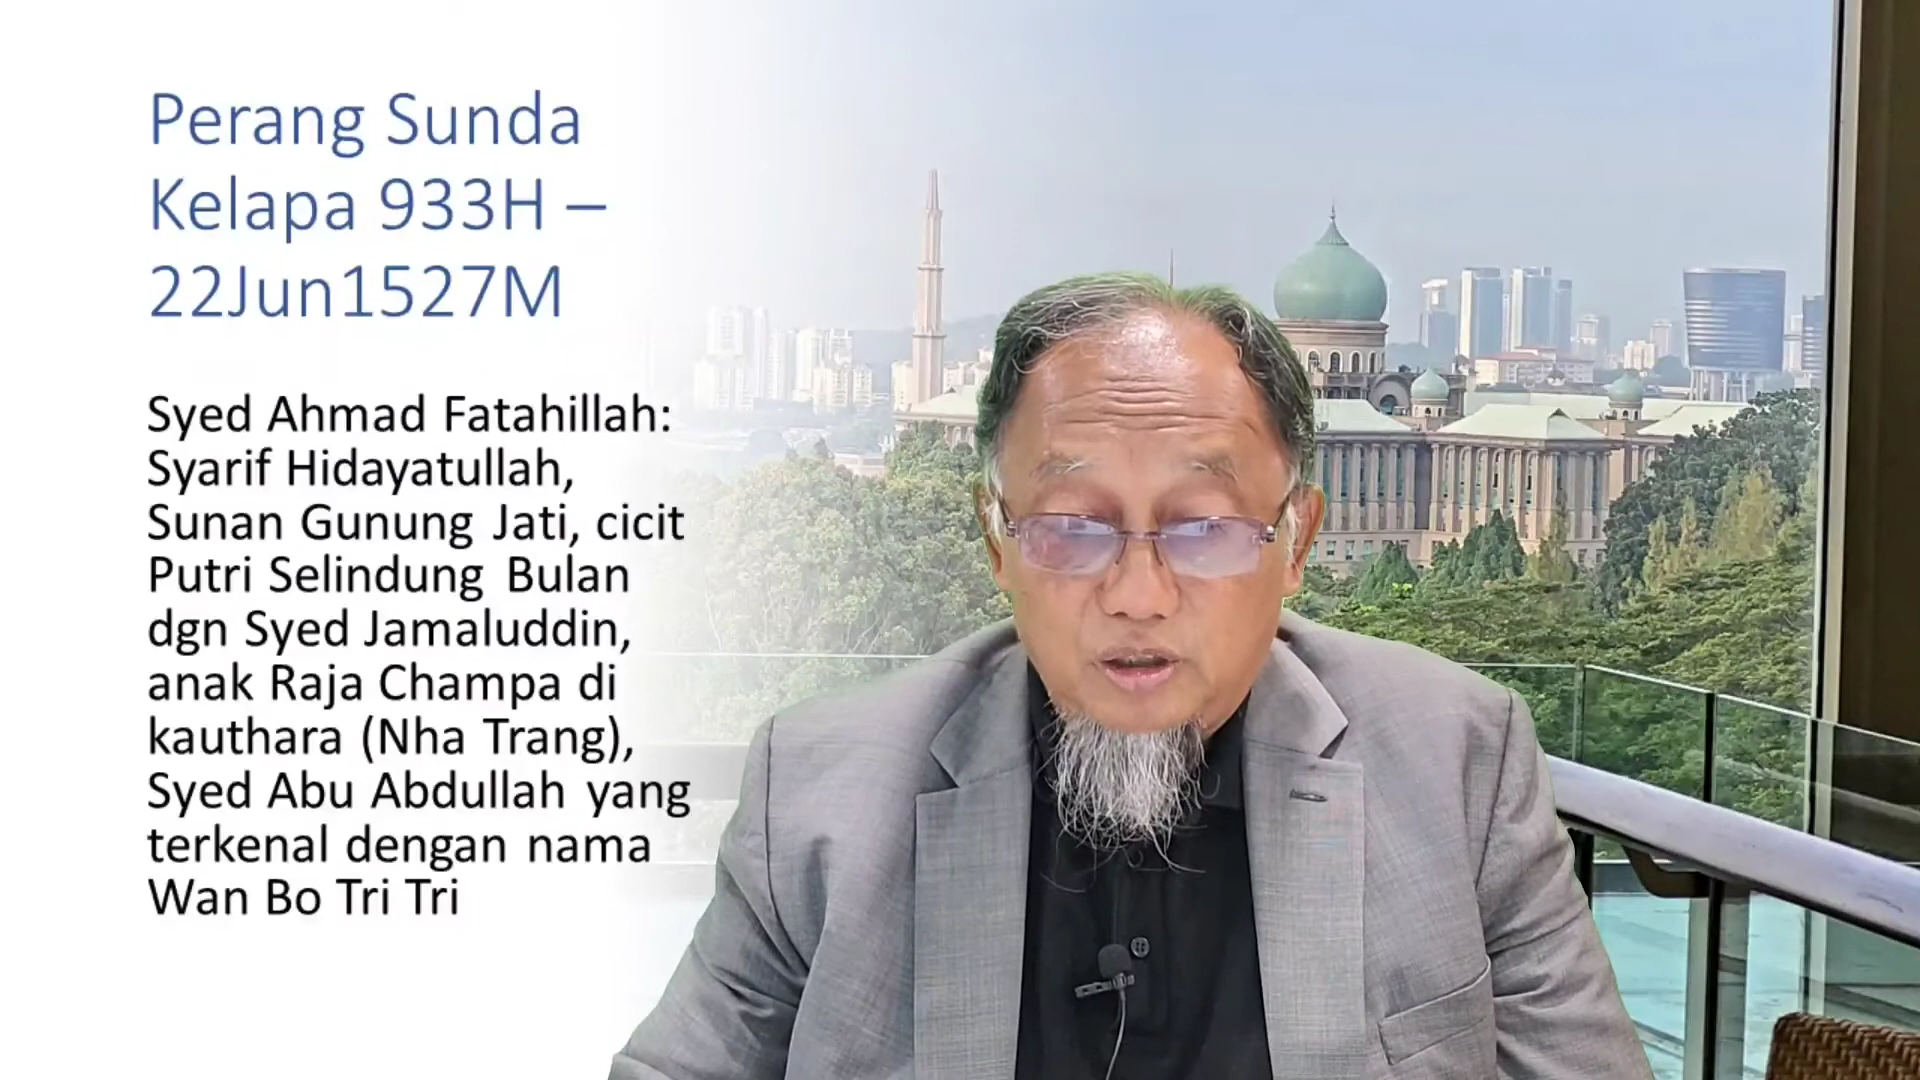 Perang Sunda
Kelapa 933H –
22Jun1527M
Syed Ahmad Fatahillah:
Syarif Hidayatullah,
Sunan Gunung Jati, cicit
Putri Selindung Bulan
dgn Syed Jamaluddin,
anak Raja Champa di
kauthara (Nha Trang),
Syed Abu Abdullah yang
terkenal dengan nama
Wan Bo Tri Tri